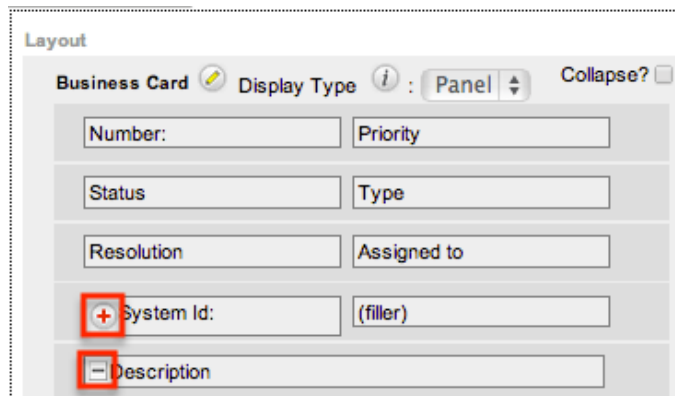 Layout
Business Card Display Type i : Panel Collapse?
Number: Priority
Status Type
Resolution Assigned to
System Id: (filler)
Description